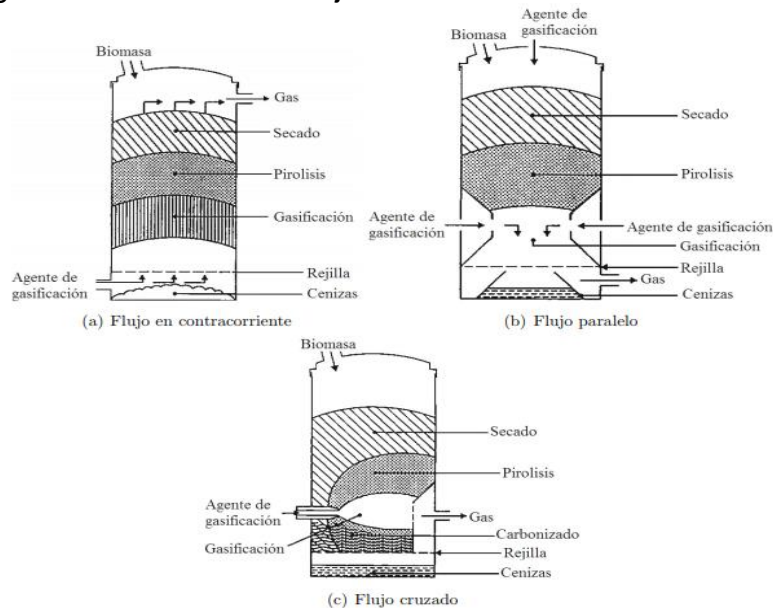 Biomasa
Gas
Secado
Pirolisis
Gasificación
Rejilla
Agente de
gasificación
Cenizas
(a) Flujo en contracorriente
Agente de
gasificación
Biomasa
Secado
Pirolisis
Agente de
gasificación
Agente de gasificación
Gasificación
Rejilla
Gas
Cenizas
(b) Flujo paralelo
Biomasa
Secado
Pirolisis
Agente de
gasificación
Gas
Gasificación
Carbonizado
Rejilla
Cenizas
(c) Flujo cruzado